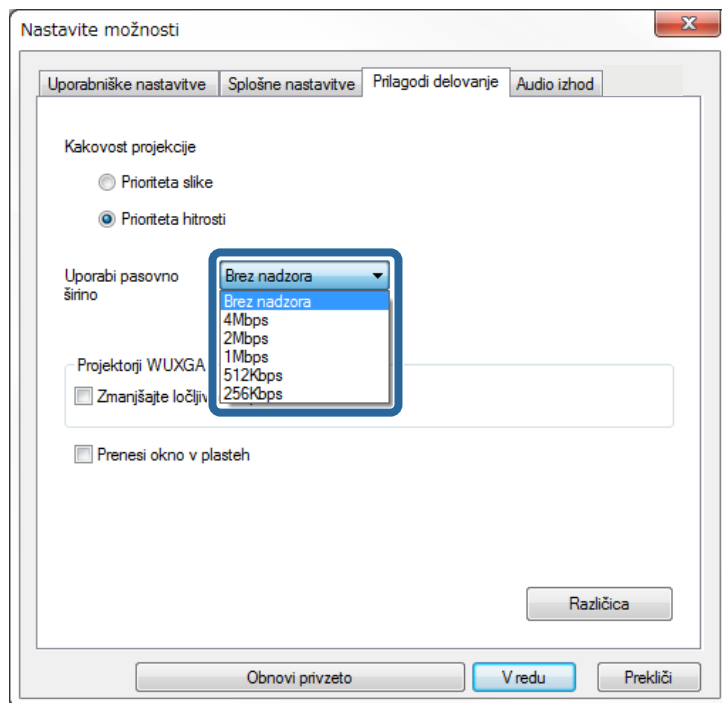 Nastavite možnosti
Uporabniške nastavitve Splošne nastavitve Prilagodi delovanje Audio izhod
Kakovost projekcije
Prioriteta slike
Prioriteta hitrosti
Uporabi pasovno širino
Brez nadzora
Brez nadzora
4Mbps
2Mbps
1Mbps
512Kbps
256Kbps
Projektorji WUXGA
Zmanjšajte
Prenesi okno v plasteh
Različica
Obnovi privzeto V redu Prekliči